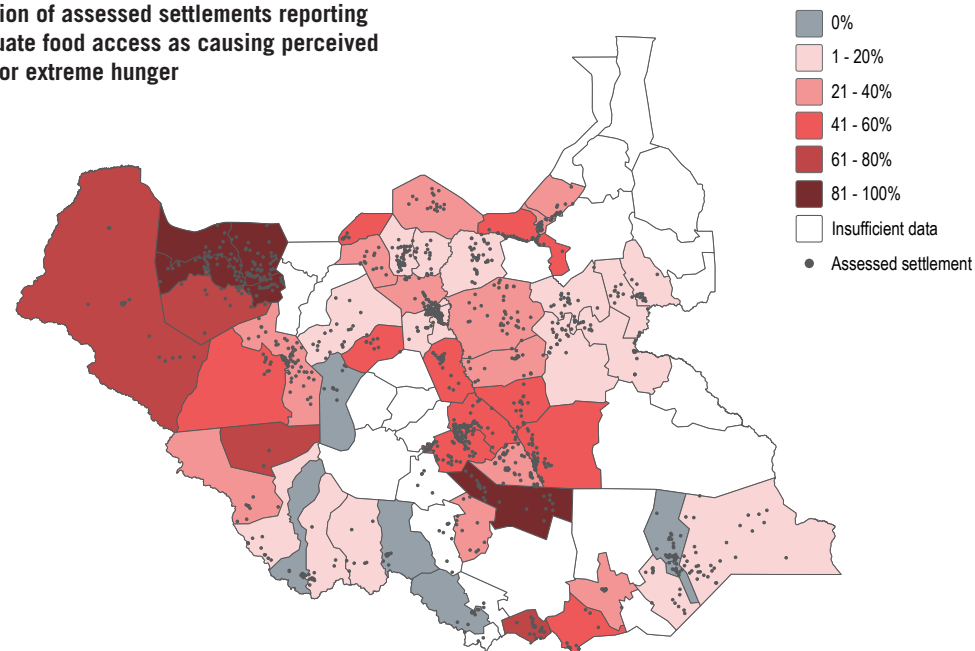 ion of assessed settlements reporting
uate food access as causing perceived
or extreme hunger
0%
1 - 20%
21 - 40%
41 - 60%
61 - 80%
81 - 100%
Insufficient data
Assessed settlement